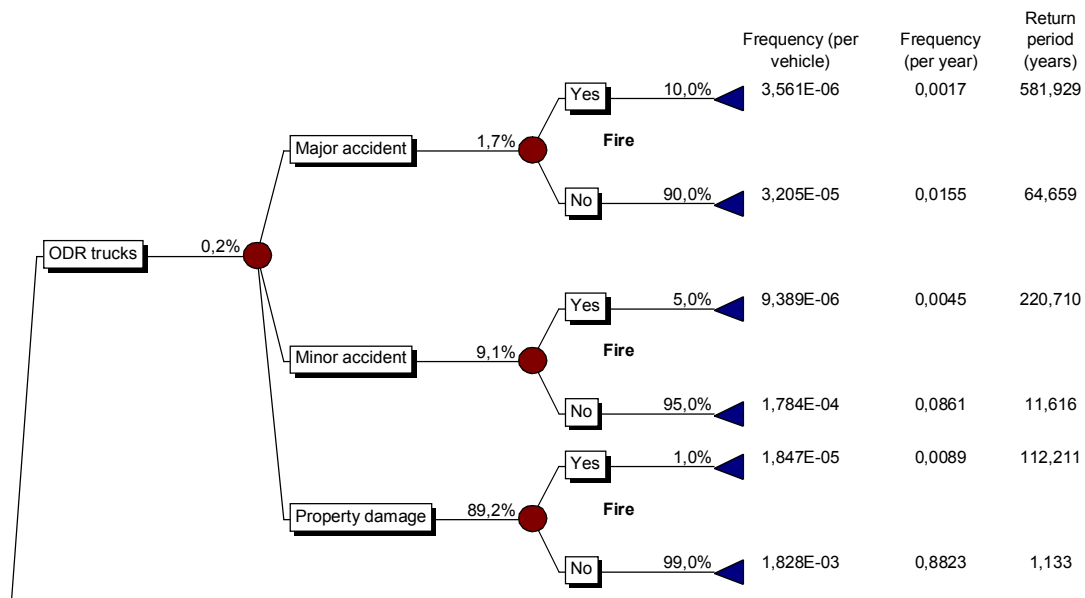 Return
Frequency (per Frequency period
vehicle) (per year) (years)
Yes 10,0% 3,561E-06 0,0017 581,929
Fire
Major accident 1,7%
No 90,0% 3,205E-05 0,0155 64,659
ODR trucks 0,2%
Yes 5,0% 9,389E-06 0,0045 220,710
Fire
Minor accident 9,1%
No 95,0% 1,784E-04 0,0861 11,616
Yes 1,0% 1,847E-05 0,0089 112,211
Fire
Property damage 89,2%
No 99,0% 1,828E-03 0,8823 1,133